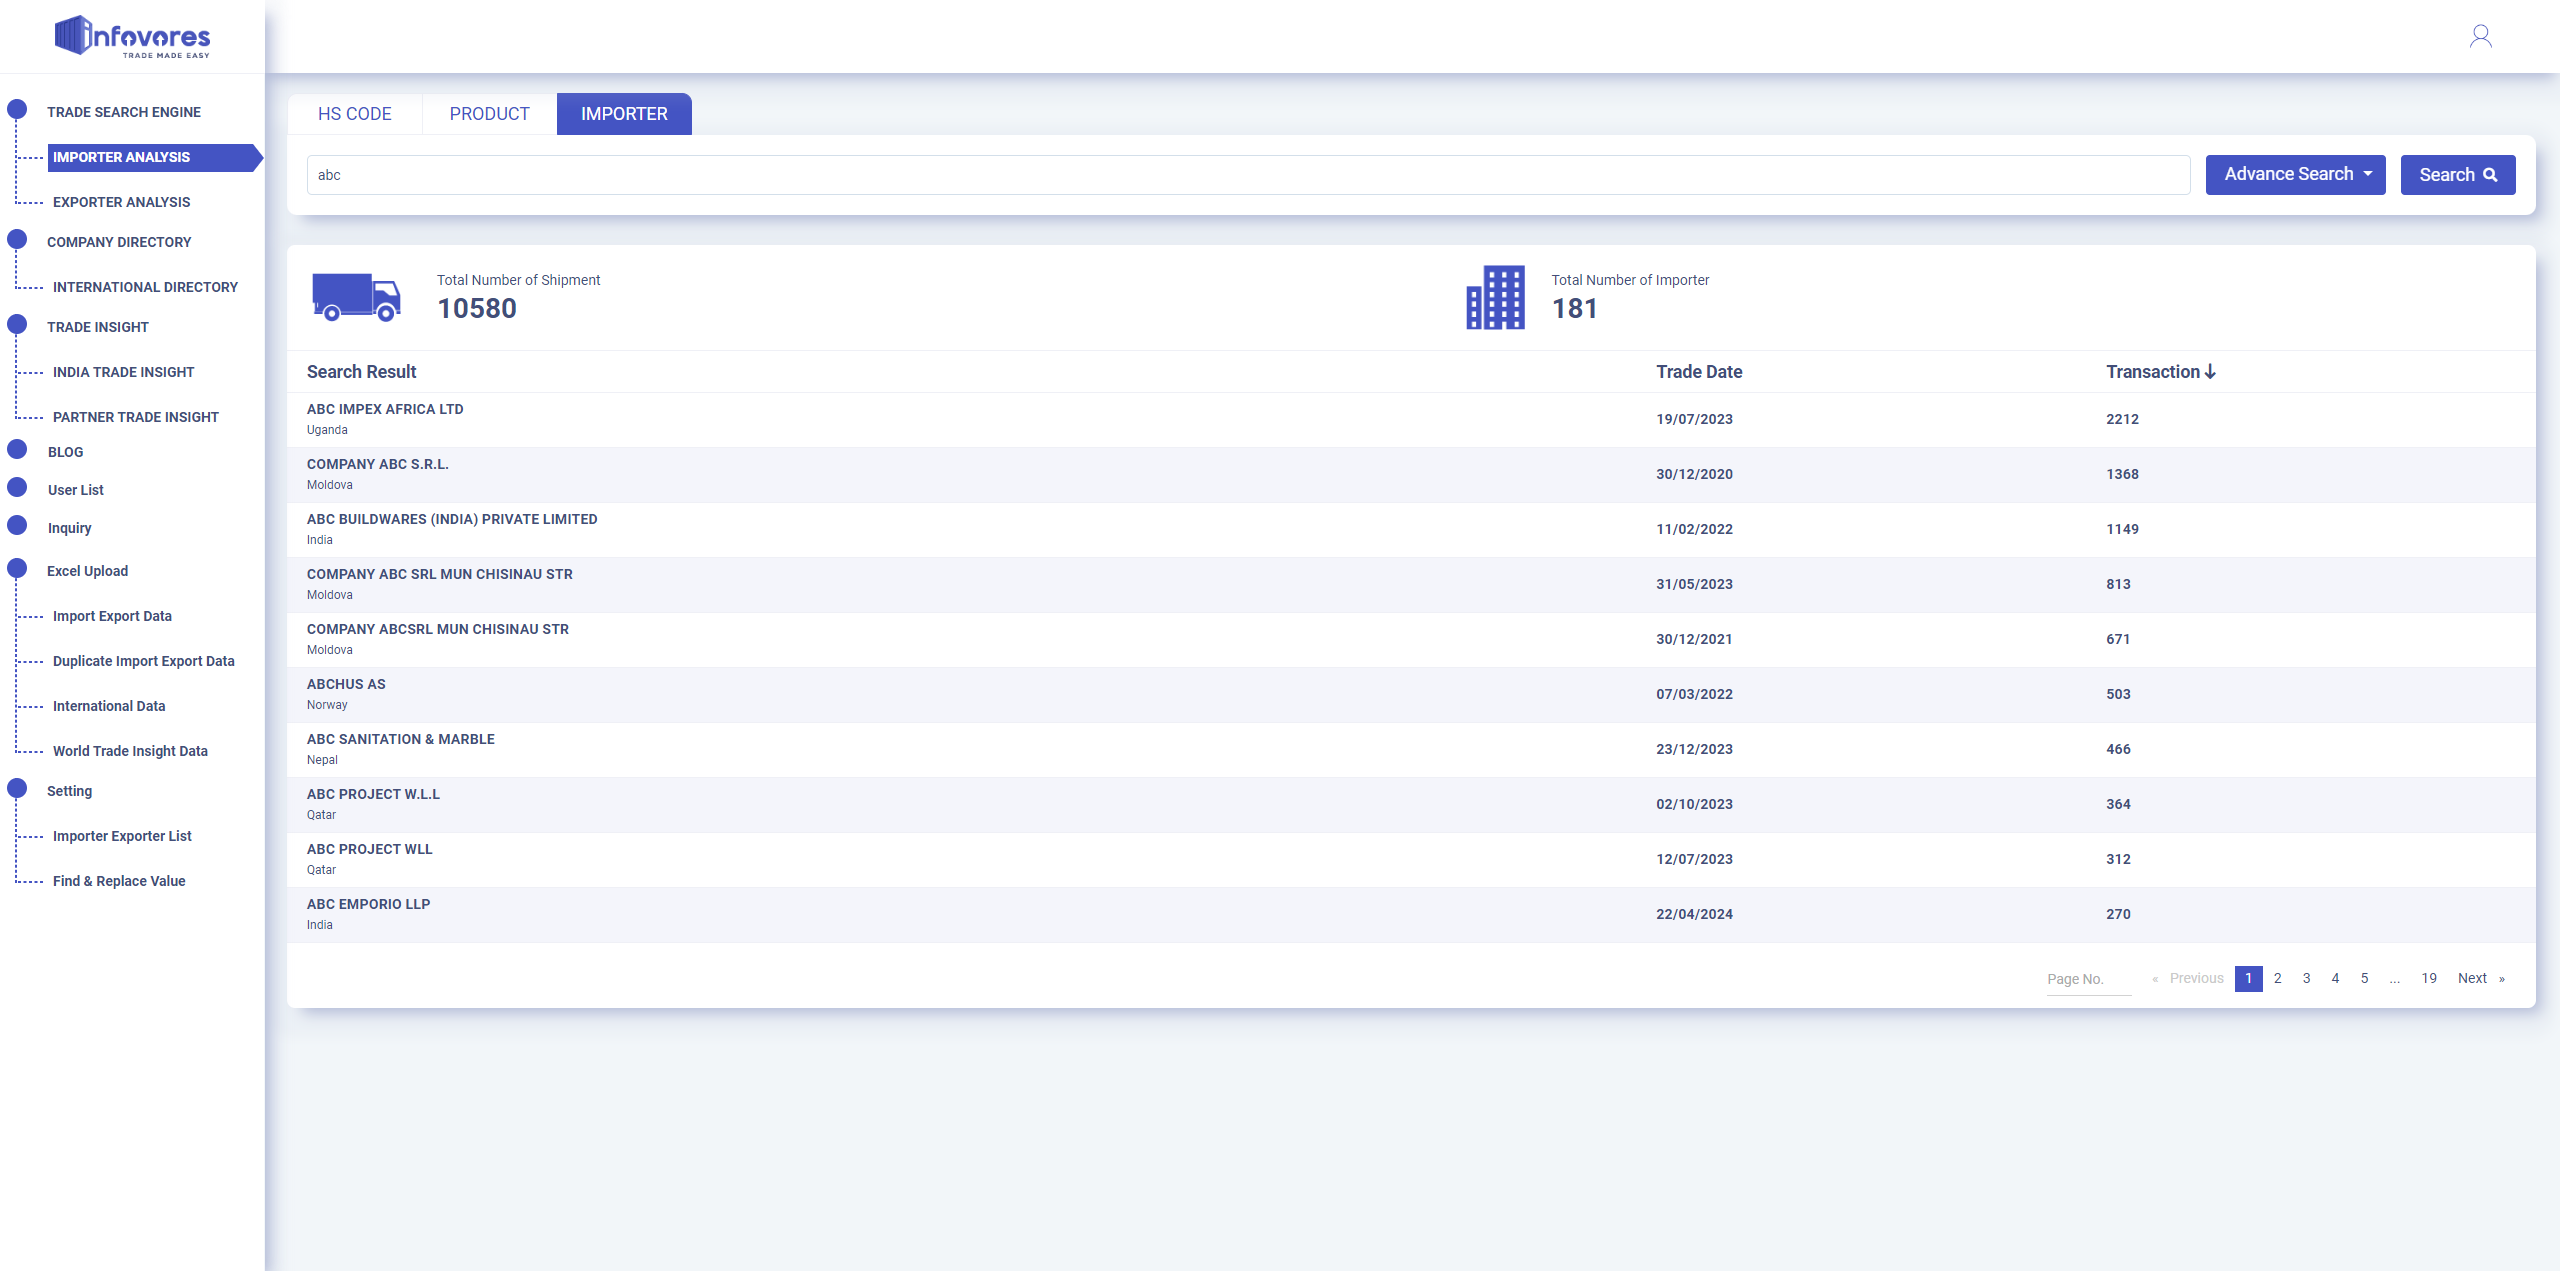 infovores
TRADE MADE EASY
TRADE SEARCH ENGINE
IMPORTER ANALYSIS
EXPORTER ANALYSIS
COMPANY DIRECTORY
INTERNATIONAL DIRECTORY
TRADE INSIGHT
INDIA TRADE INSIGHT
PARTNER TRADE INSIGHT
BLOG
User List
Inquiry
Excel Upload
Import Export Data
Duplicate Import Export Data
International Data
World Trade Insight Data
Setting
Importer Exporter List
Find & Replace Value
HS CODE PRODUCT IMPORTER
abc Advance Search Search
Total Number of Shipment
10580
Total Number of Importer
181
Search Result Trade Date Transaction
ABC IMPEX AFRICA LTD
Uganda
19/07/2023 2212
COMPANY ABC S.R.L.
Moldova
30/12/2020 1368
ABC BUILDWARES (INDIA) PRIVATE LIMITED
India
11/02/2022 1149
COMPANY ABC SRL MUN CHISINAU STR
Moldova
31/05/2023 813
COMPANY ABCSRL MUN CHISINAU STR
Moldova
30/12/2021 671
ABCHUS AS
Norway
07/03/2022 503
ABC SANITATION & MARBLE
Nepal
23/12/2023 466
ABC PROJECT W.L.L
Qatar
02/10/2023 364
ABC PROJECT WLL
Qatar
12/07/2023 312
ABC EMPORIO LLP
India
22/04/2024 270
Page No. « Previous 1 2 3 4 5 ... 19 Next »